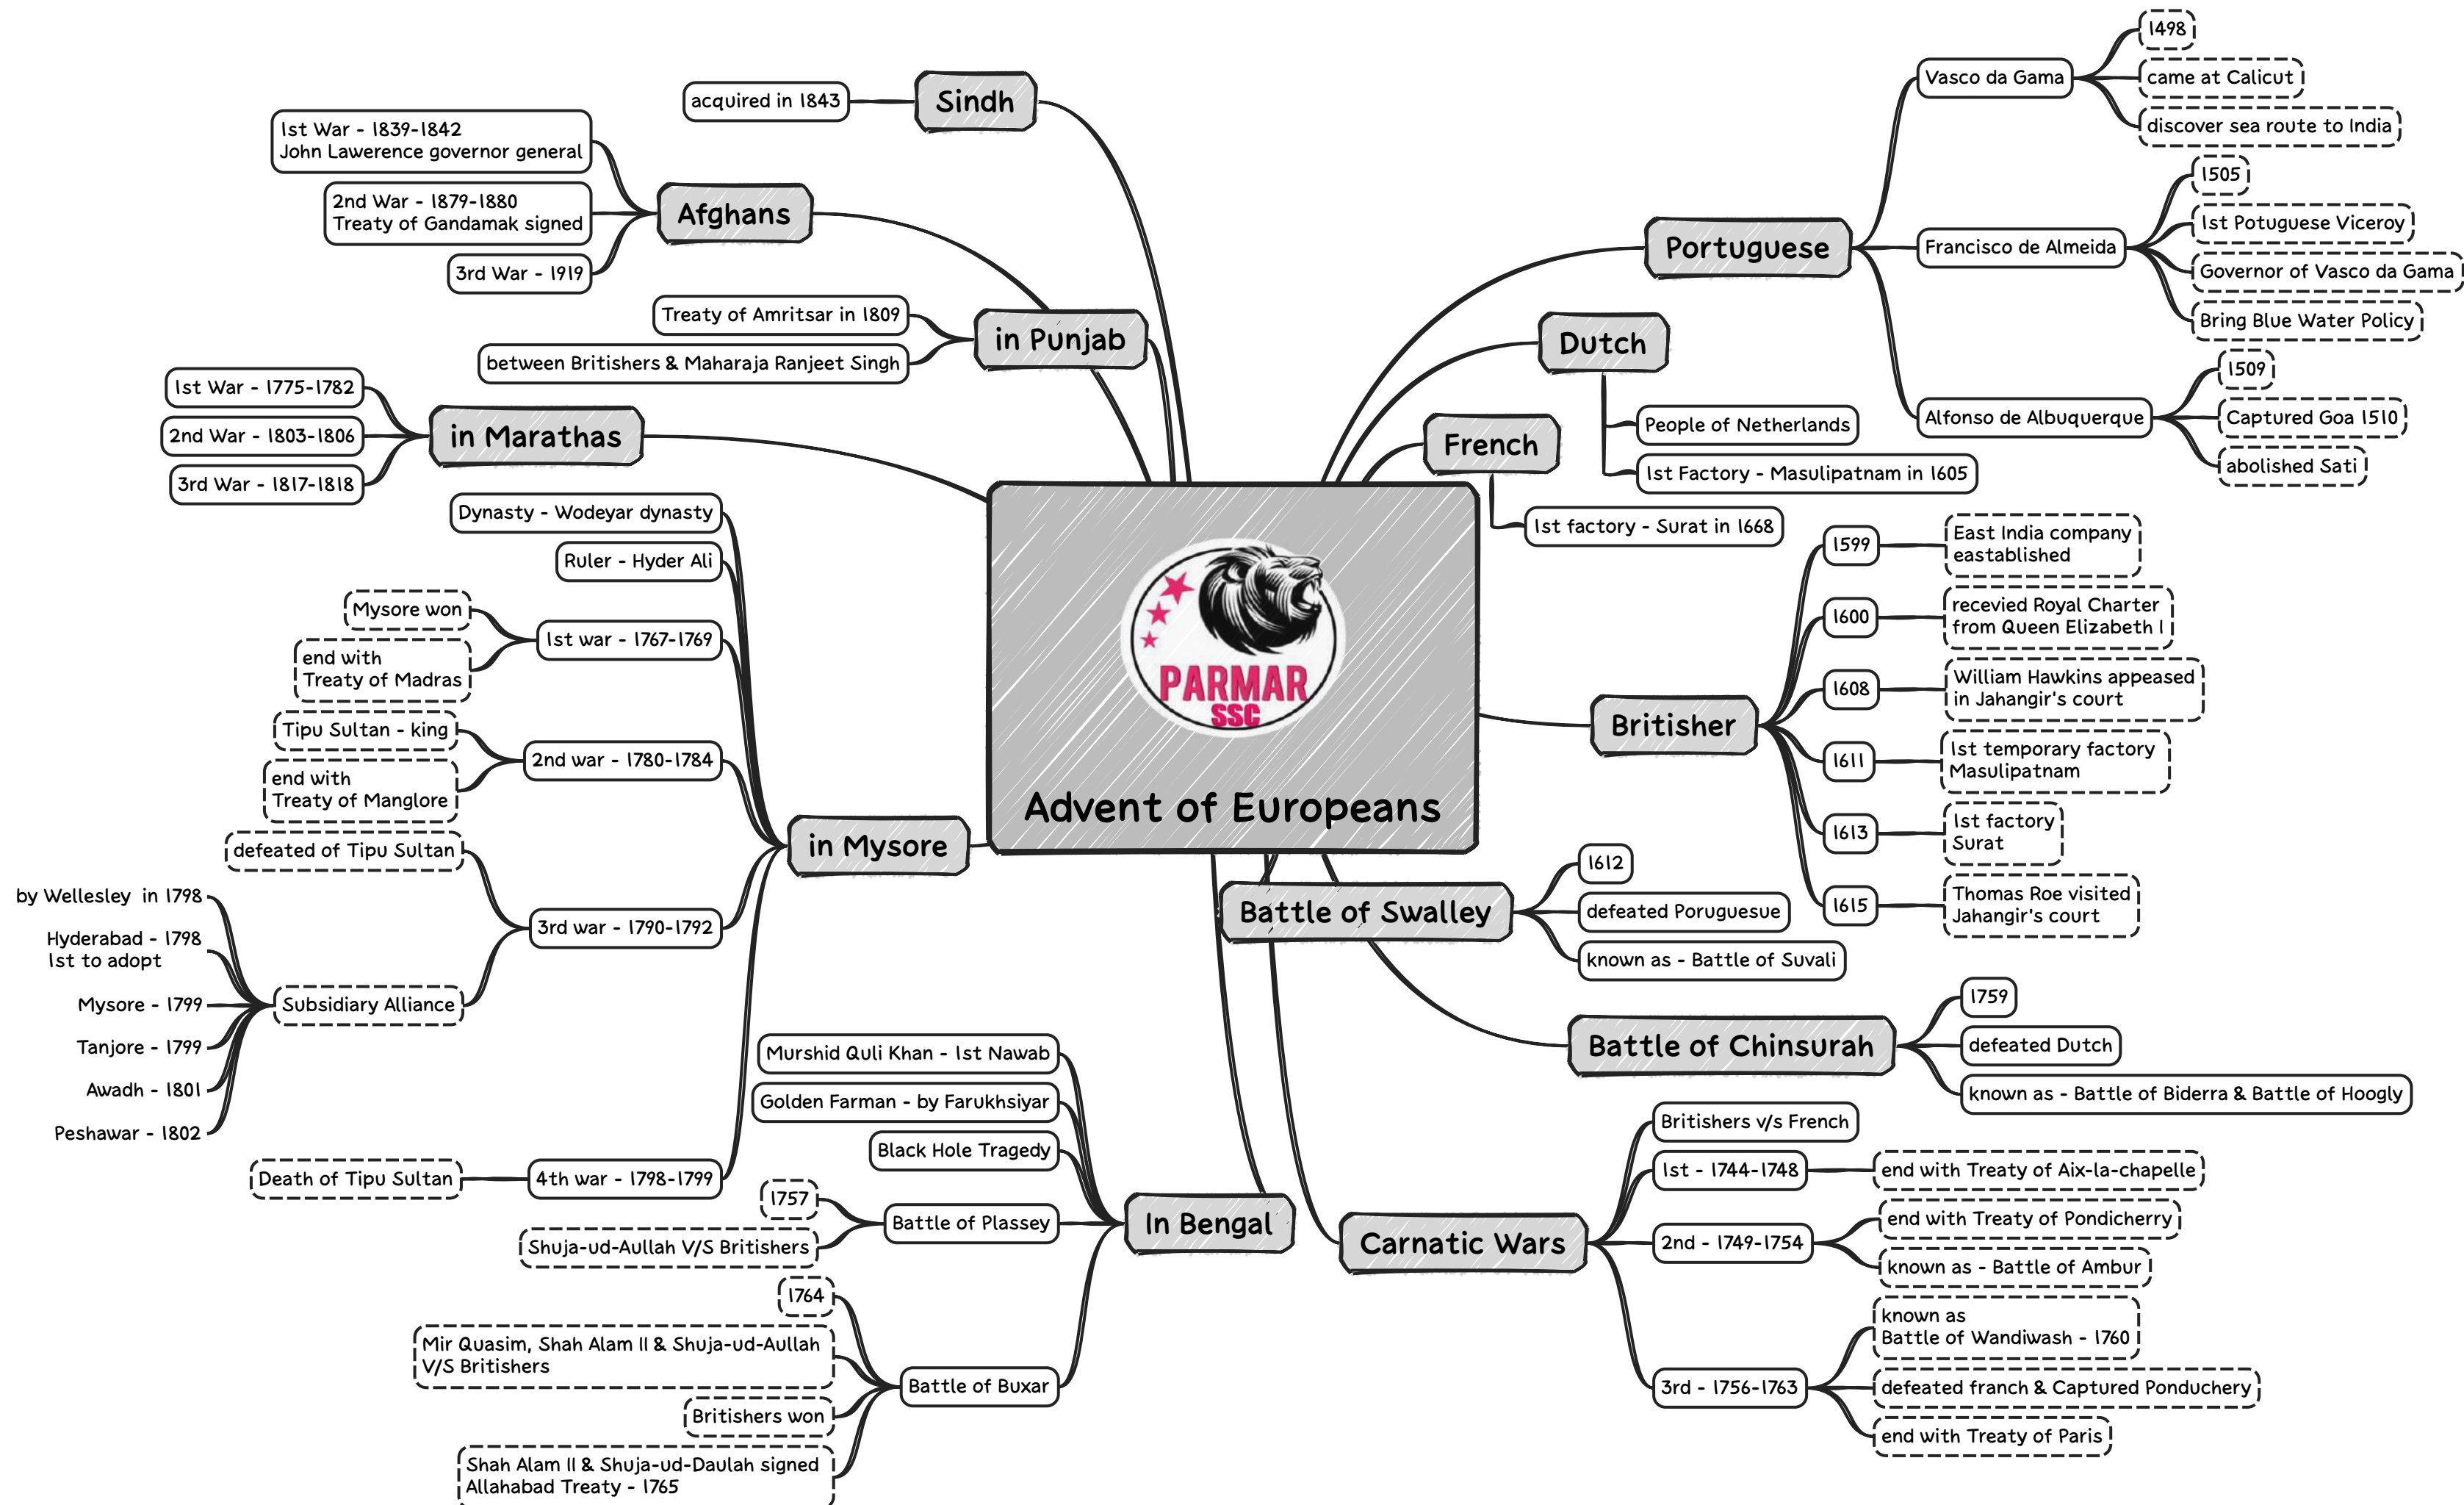 Advent of Europeans
PARMAR
SSC
Portuguese
Vasco da Gama
1498
came at Calicut
discover sea route to India
Francisco de Almeida
1505
1st Potuguese Viceroy
Governor of Vasco da Gama
Bring Blue Water Policy
Alfonso de Albuquerque
1509
Captured Goa 1510
abolished Sati
Dutch
People of Netherlands
1st Factory - Masulipatnam in 1605
French
1st factory - Surat in 1668
Britisher
1599
East India company
eastablished
1600
recevied Royal Charter
from Queen Elizabeth I
1608
William Hawkins appeased
in Jahangir's court
1611
1st temporary factory
Masulipatnam
1613
1st factory
Surat
1615
Thomas Roe visited
Jahangir's court
Battle of Swalley
1612
defeated Poruguesue
known as - Battle of Suvali
Battle of Chinsurah
1759
defeated Dutch
known as - Battle of Biderra & Battle of Hoogly
Carnatic Wars
Britishers v/s French
1st - 1744-1748
end with Treaty of Aix-la-chapelle
2nd - 1749-1754
end with Treaty of Pondicherry
known as - Battle of Ambur
3rd - 1756-1763
known as
Battle of Wandiwash - 1760
defeated franch & Captured Ponduchery
end with Treaty of Paris
Sindh
acquired in 1843
Afghans
1st War - 1839-1842
John Lawerence governor general
2nd War - 1879-1880
Treaty of Gandamak signed
3rd War - 1919
in Punjab
Treaty of Amritsar in 1809
between Britishers & Maharaja Ranjeet Singh
in Marathas
1st War - 1775-1782
2nd War - 1803-1806
3rd War - 1817-1818
in Mysore
Dynasty - Wodeyar dynasty
Ruler - Hyder Ali
1st war - 1767-1769
Mysore won
end with
Treaty of Madras
2nd war - 1780-1784
Tipu Sultan - king
end with
Treaty of Manglore
3rd war - 1790-1792
defeated of Tipu Sultan
Subsidiary Alliance
by Wellesley in 1798
Hyderabad - 1798
1st to adopt
Mysore - 1799
Tanjore - 1799
Awadh - 1801
Peshawar - 1802
4th war - 1798-1799
Death of Tipu Sultan
In Bengal
Murshid Quli Khan - 1st Nawab
Golden Farman - by Farukhsiyar
Black Hole Tragedy
Battle of Plassey
1757
Shuja-ud-Aullah V/S Britishers
Battle of Buxar
1764
Mir Quasim, Shah Alam II & Shuja-ud-Aullah
V/S Britishers
Britishers won
Shah Alam II & Shuja-ud-Daulah signed
Allahabad Treaty - 1765